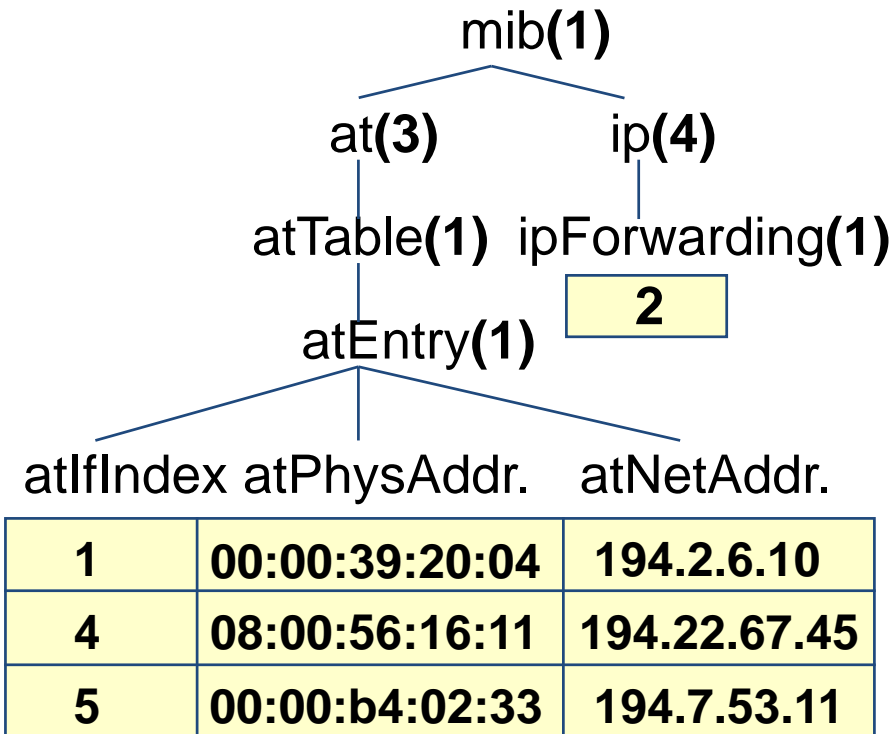 mib(1)
at(3) ip(4)
atTable(1) ipForwarding(1)
2
atEntry(1)
atIfIndex atPhysAddr. atNetAddr.
1 00:00:39:20:04 194.2.6.10
4 08:00:56:16:11 194.22.67.45
5 00:00:b4:02:33 194.7.53.11